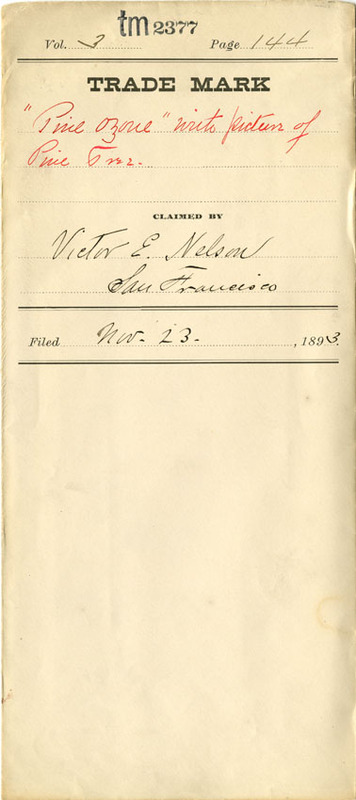 tm 2377
Vol. 3 Page 144
TRADE MARK
"Pine Ozone" with picture of
Pine Tree.
CLAIMED BY
Victor E. Nelson
San Francisco
Filed Nov. 23. , 1893.